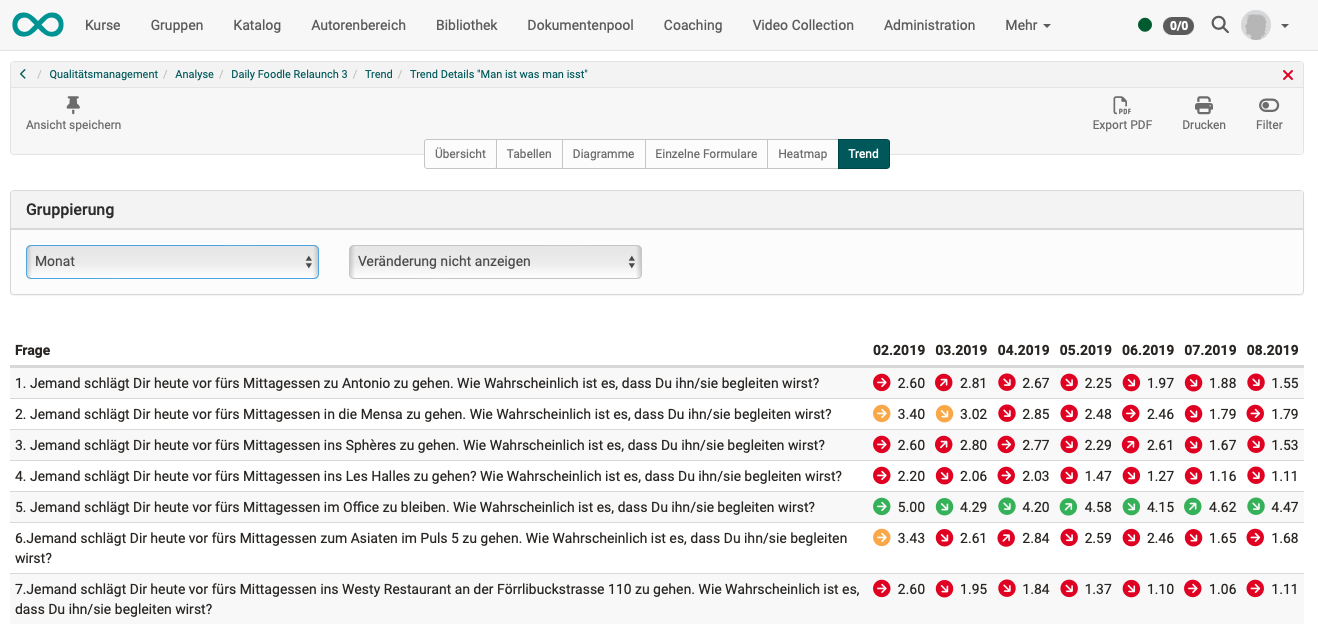 Kurse Gruppen Katalog Autorenbereich Bibliothek Dokumentenpool Coaching Video Collection Administration Mehr 0/0
/ Qualitätsmanagement / Analyse / Daily Foodle Relaunch 3 / Trend / Trend Details "Man ist was man isst"
Ansicht speichern Export PDF Drucken Filter
Übersicht Tabellen Diagramme Einzelne Formulare Heatmap Trend
Gruppierung
Monat Veränderung nicht anzeigen
Frage 02.2019 03.2019 04.2019 05.2019 06.2019 07.2019 08.2019
1. Jemand schlägt Dir heute vor fürs Mittagessen zu Antonio zu gehen. Wie Wahrscheinlich ist es, dass Du ihn/sie begleiten wirst? 2.60 2.81 2.67 2.25 1.97 1.88 1.55
2. Jemand schlägt Dir heute vor fürs Mittagessen in die Mensa zu gehen. Wie Wahrscheinlich ist es, dass Du ihn/sie begleiten wirst? 3.40 3.02 2.85 2.48 2.46 1.79 1.79
3. Jemand schlägt Dir heute vor fürs Mittagessen ins Sphères zu gehen. Wie Wahrscheinlich ist es, dass Du ihn/sie begleiten wirst? 2.60 2.80 2.77 2.29 2.61 1.67 1.53
4. Jemand schlägt Dir heute vor fürs Mittagessen ins Les Halles zu gehen? Wie Wahrscheinlich ist es, dass Du ihn/sie begleiten wirst? 2.20 2.06 2.03 1.47 1.27 1.16 1.11
5. Jemand schlägt Dir heute vor fürs Mittagessen im Office zu bleiben. Wie Wahrscheinlich ist es, dass Du ihn/sie begleiten wirst? 5.00 4.29 4.20 4.58 4.15 4.62 4.47
6.Jemand schlägt Dir heute vor fürs Mittagessen zum Asiaten im Puls 5 zu gehen. Wie Wahrscheinlich ist es, dass Du ihn/sie begleiten 3.43 2.61 2.84 2.59 2.46 1.65 1.68
wirst?
7.Jemand schlägt Dir heute vor fürs Mittagessen ins Westy Restaurant an der Förrlibuckstrasse 110 zu gehen. Wie Wahrscheinlich ist es, 2.60 1.95 1.84 1.37 1.10 1.06 1.11
dass Du ihn/sie begleiten wirst?